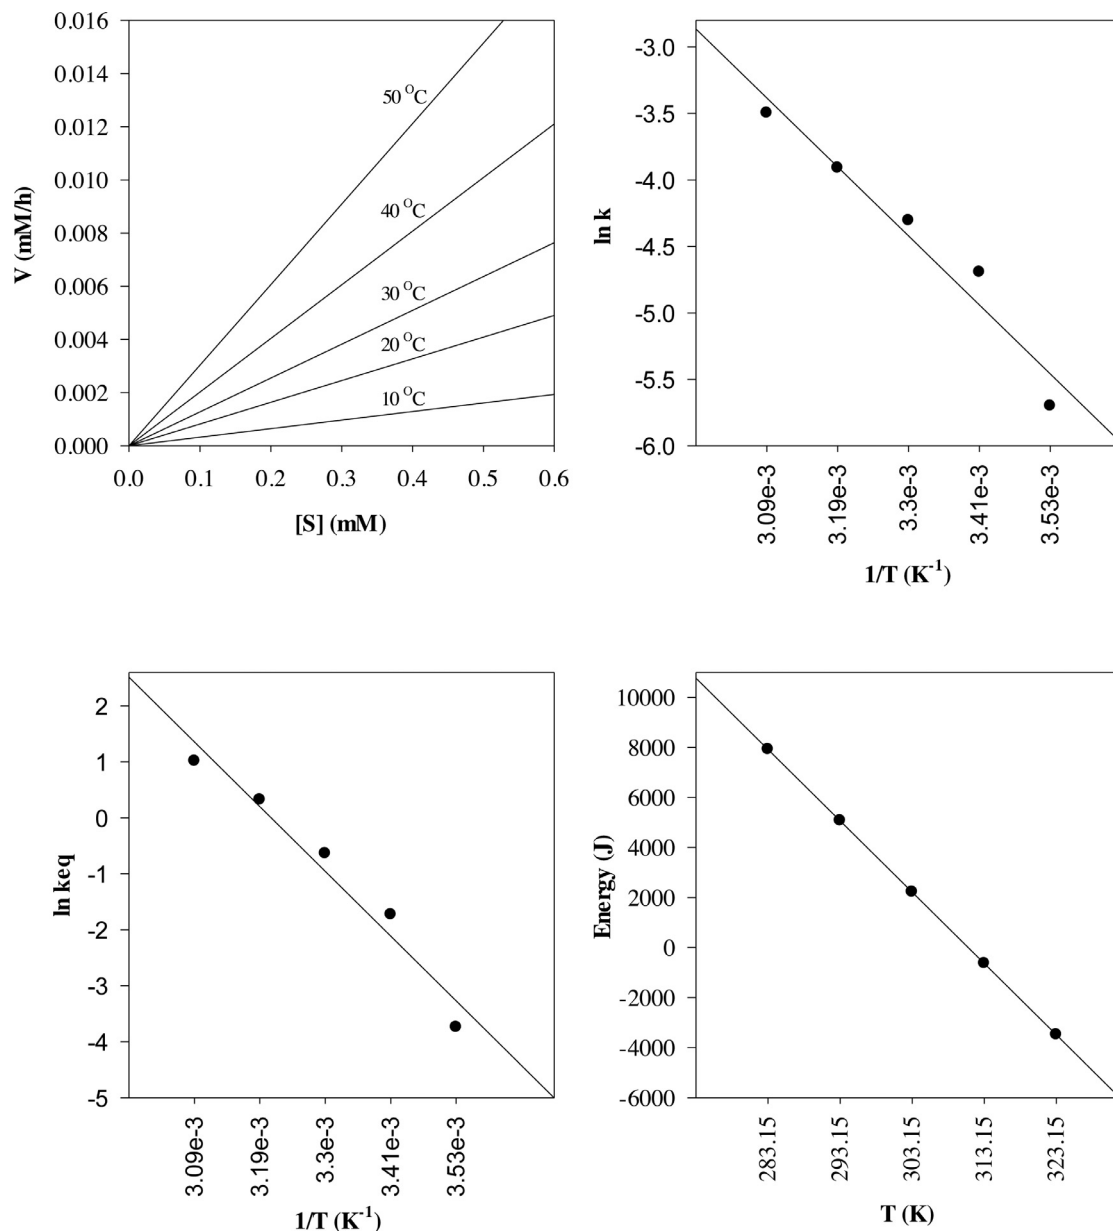 0.016
0.014
0.012
0.010
0.008
0.006
0.004
0.002
0.000
V (mM/h)
50 °C
40 °C
30 °C
20 °C
10 °C
0.0 0.1 0.2 0.3 0.4 0.5 0.6
[S] (mM)
-3.0
-3.5
-4.0
-4.5
-5.0
-5.5
-6.0
ln k
3.09e-3 3.19e-3 3.3e-3 3.41e-3 3.53e-3
1/T (K⁻¹)
2
1
0
-1
-2
-3
-4
-5
ln keq
3.09e-3 3.19e-3 3.3e-3 3.41e-3 3.53e-3
1/T (K⁻¹)
10000
8000
6000
4000
2000
0
-2000
-4000
-6000
Energy (J)
283.15 293.15 303.15 313.15 323.15
T (K)